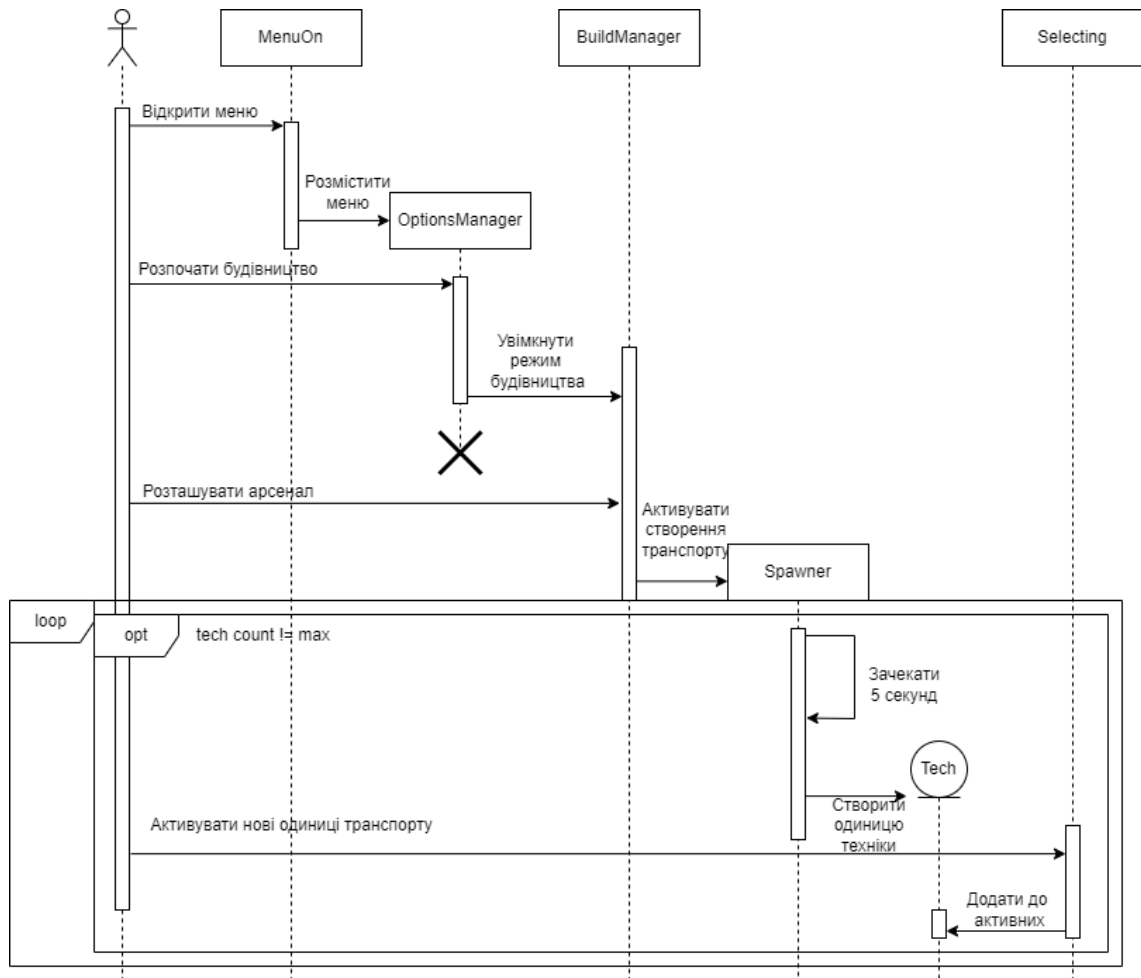 MenuOn
BuildManager
Selecting
Відкрити меню
Розмістити
меню
OptionsManager
Розпочати будівництво
Увімкнути
режим
будівництва
Розташувати арсенал
Активувати
створення
транспорту
Spawner
loop
opt
tech count != max
Зачекати
5 секунд
Tech
Створити
одиницю
техніки
Активувати нові одиниці транспорту
Додати до
активних